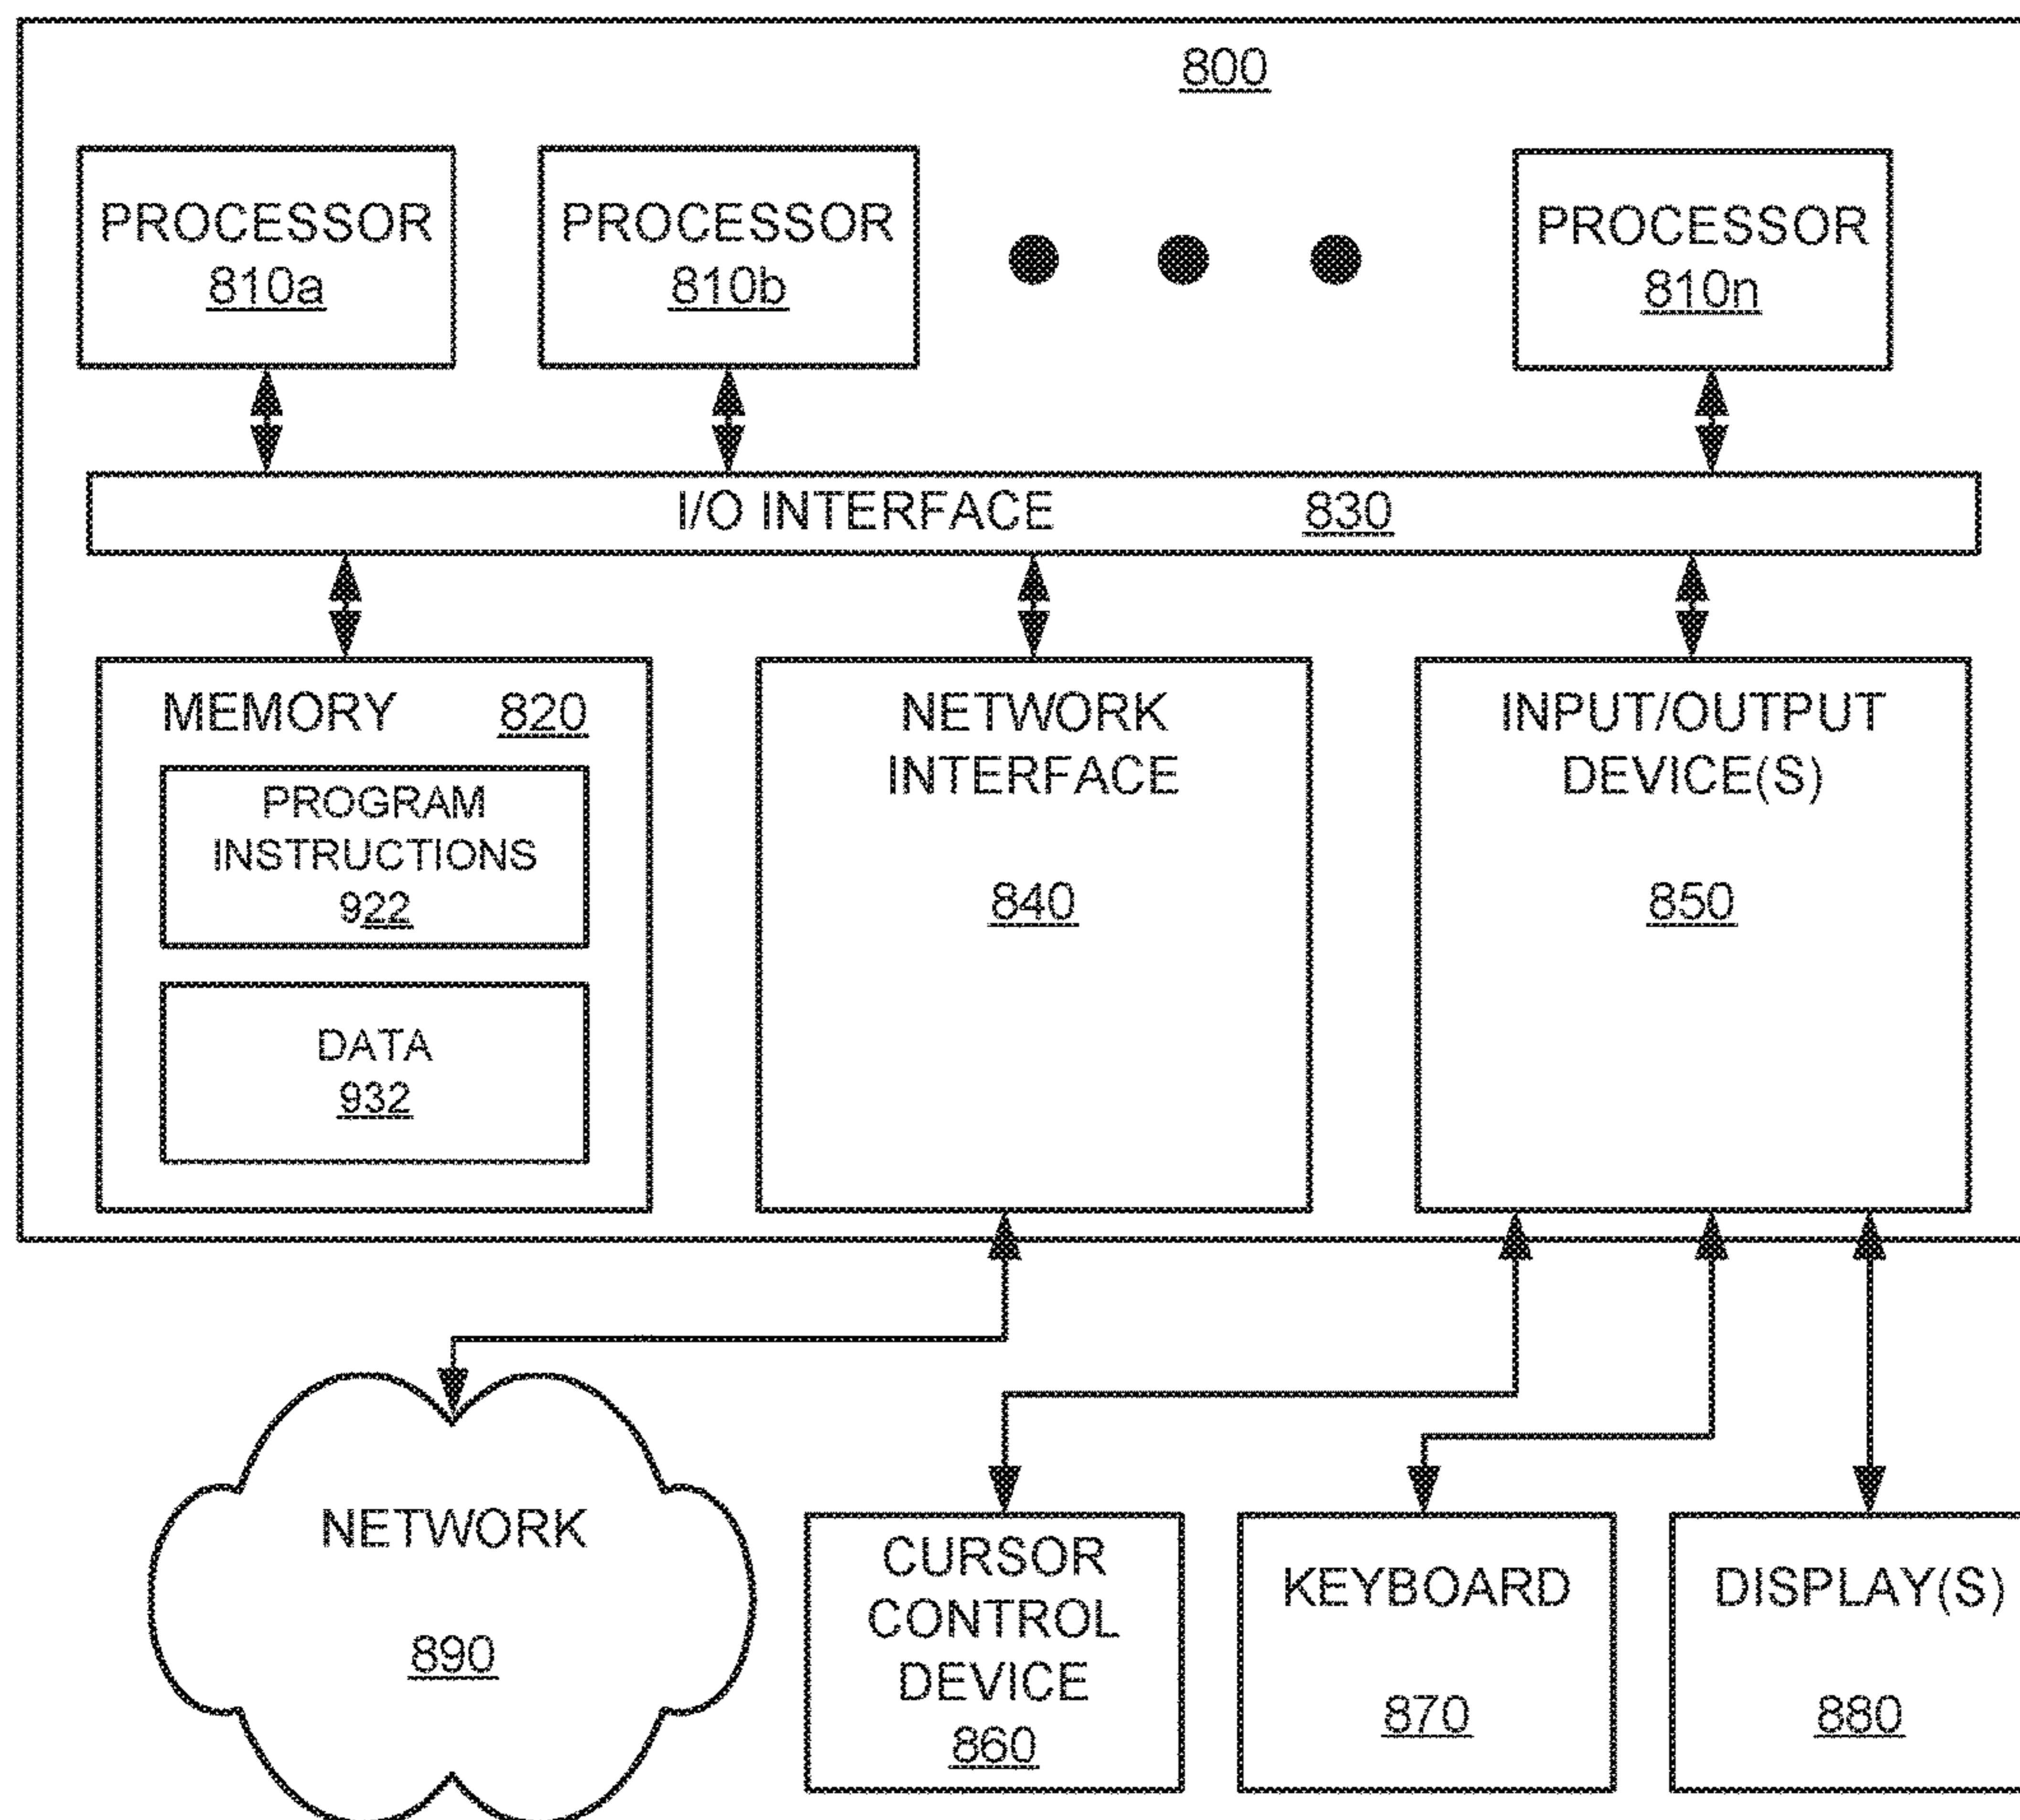 800
PROCESSOR
810a
PROCESSOR
810b
PROCESSOR
810n
I/O INTERFACE 830
MEMORY 820
PROGRAM
INSTRUCTIONS
922
DATA
932
NETWORK
INTERFACE
840
INPUT/OUTPUT
DEVICE(S)
850
NETWORK
890
CURSOR
CONTROL
DEVICE
860
KEYBOARD
870
DISPLAY(S)
880